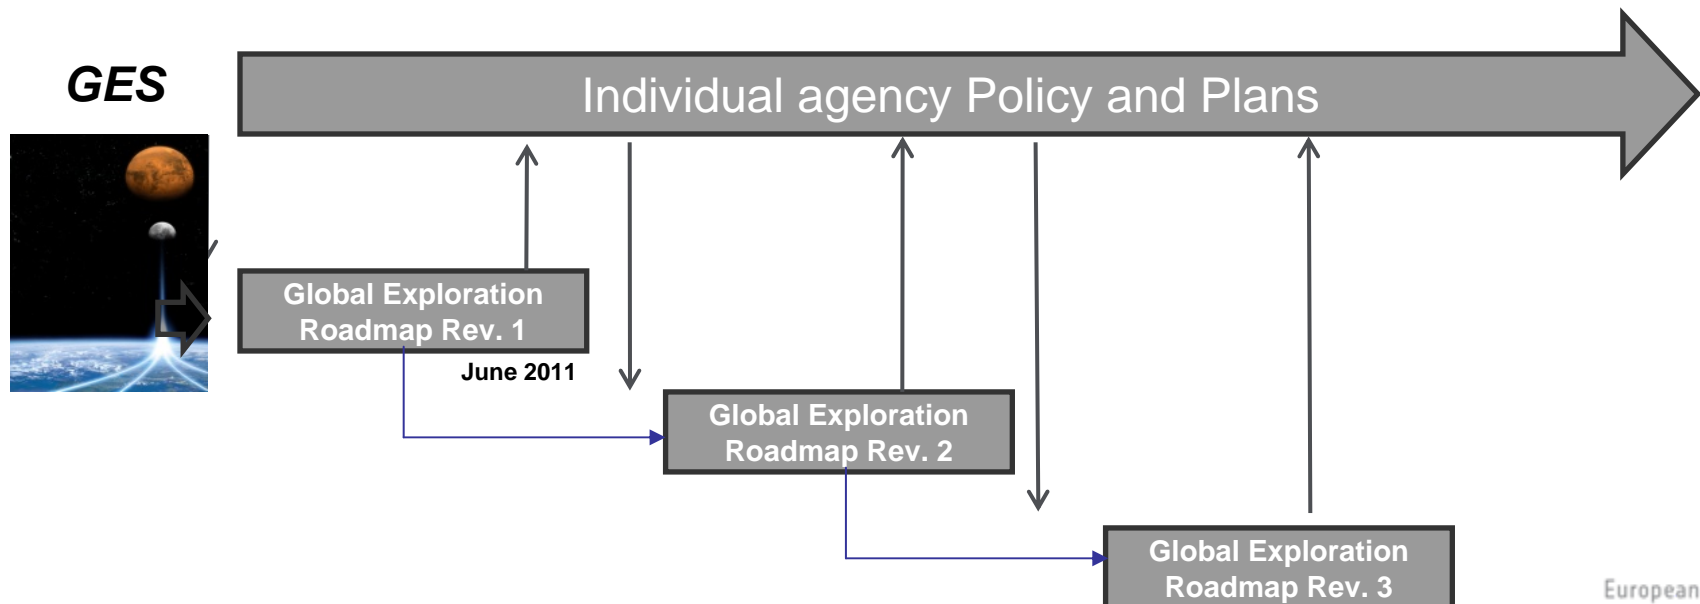 GES
Individual agency Policy and Plans
Global Exploration
Roadmap Rev. 1
June 2011
Global Exploration
Roadmap Rev. 2
Global Exploration
Roadmap Rev. 3
European